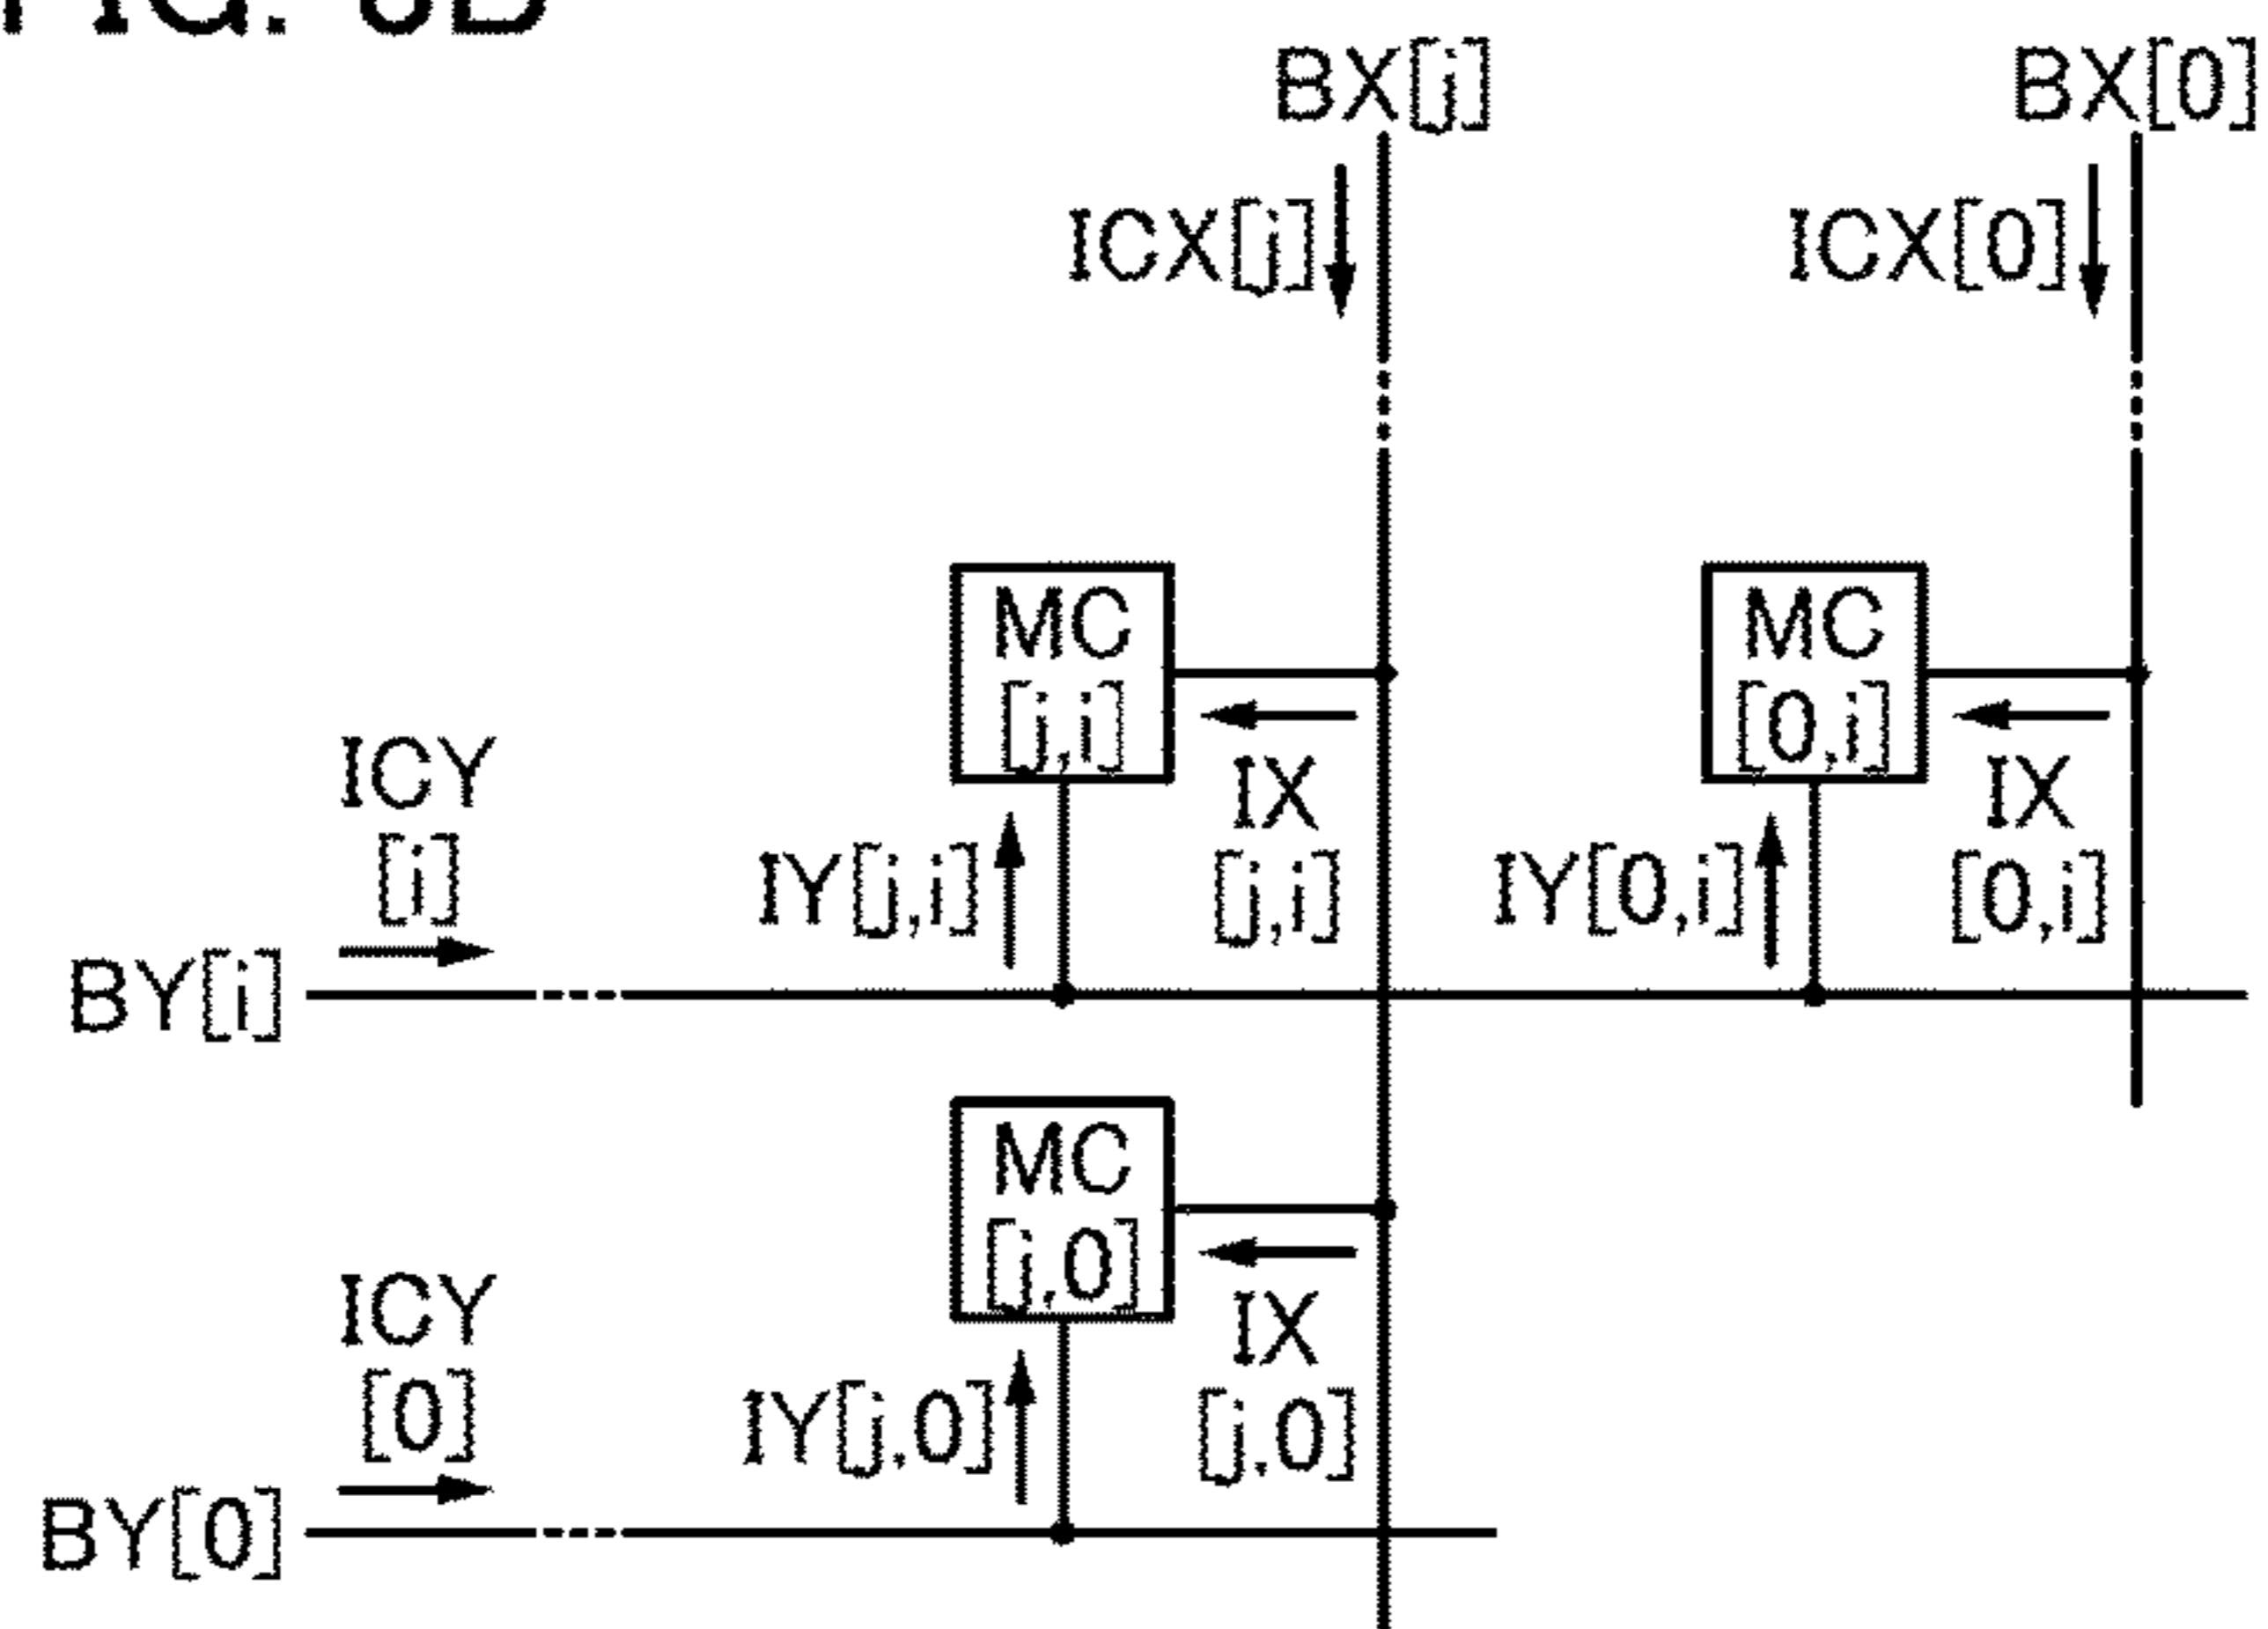 BX[j] BX[0]
ICX[j] ICX[0]
MC MC
[j,i] [0,i]
ICY IX IX
[i] IY[j,i] [j,i] IY[0,i] [0,i]
BY[i]
MC
[j,0]
ICY IX
[0] IY[j,0] [j,0]
BY[0]